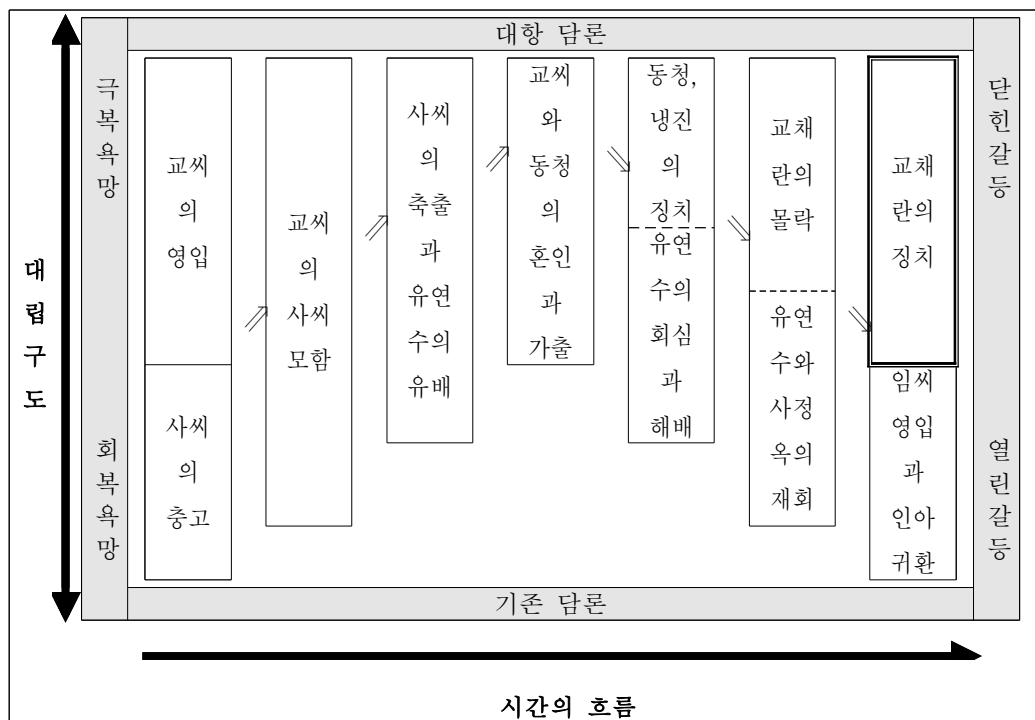 대항 담론
극
복
욕
망
회
복
욕
망
대
립
구
도
교씨
의
영입
사씨
의
충고
교씨
의
사씨
모함
사씨
의
축출
과
유연
수의
유배
교씨
와
동청
의
혼인
과
가출
동청,
냉진
의
징치
유연
수의
회심
과
해배
교채
란의
몰락
유연
수와
사정
옥의
재회
교채
란의
징치
임씨
영입
과
인아
귀환
닫
힌
갈
등
열
린
갈
등
기존 담론
시간의 흐름